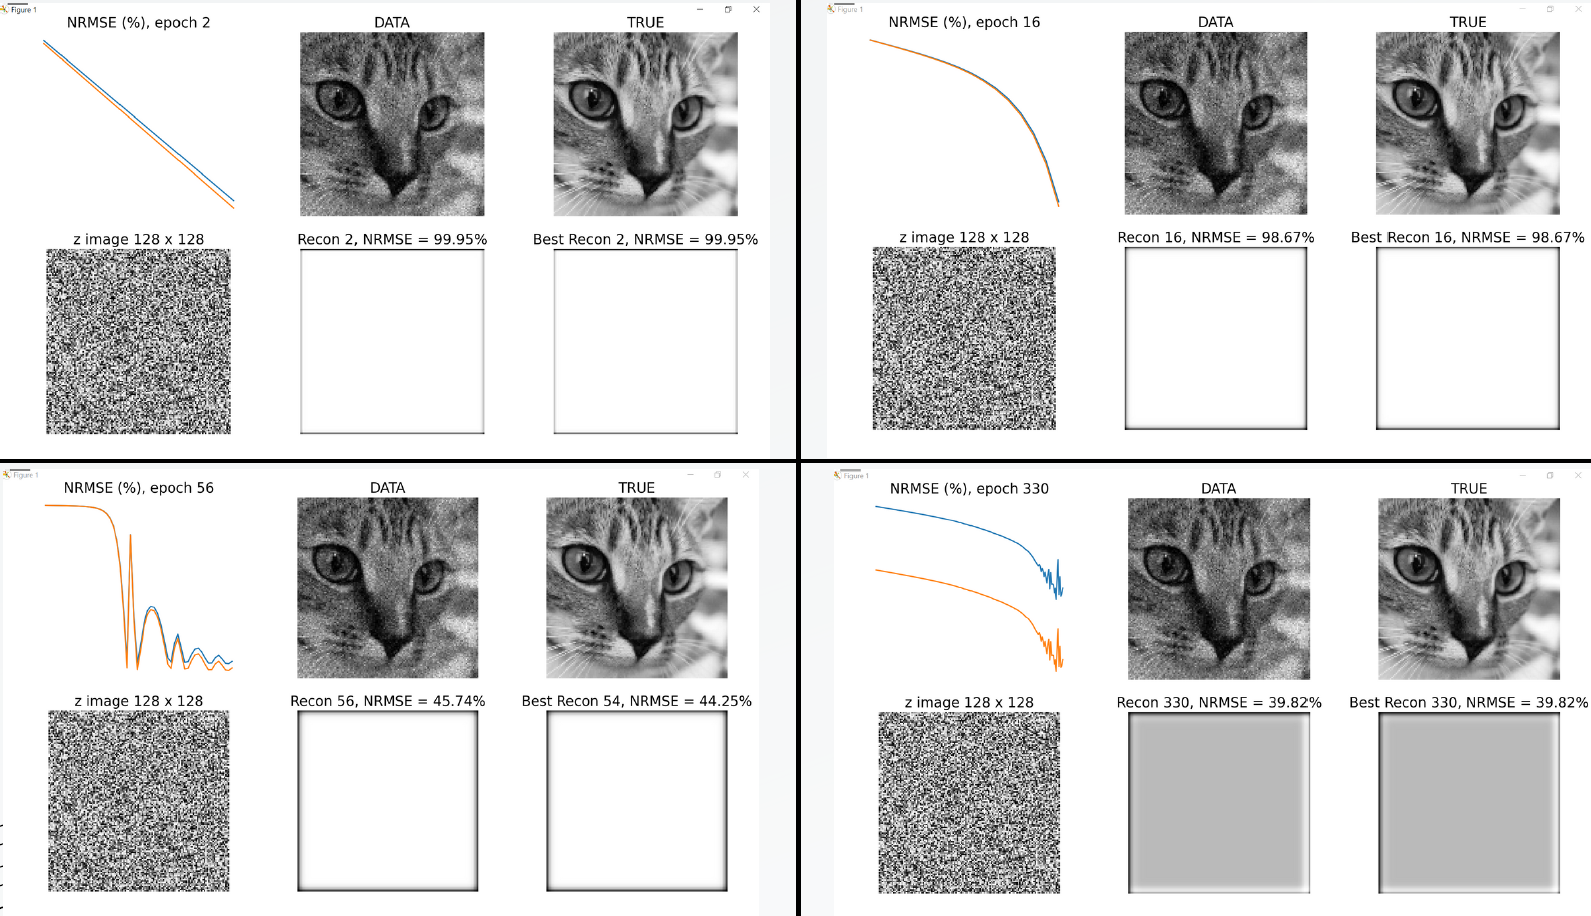 Figure 1
NRMSE (%), epoch 2
DATA
TRUE
z image 128 x 128
Recon 2, NRMSE = 99.95%
Best Recon 2, NRMSE = 99.95%
Figure 1
NRMSE (%), epoch 16
DATA
TRUE
z image 128 x 128
Recon 16, NRMSE = 98.67%
Best Recon 16, NRMSE = 98.67%
Figure 1
NRMSE (%), epoch 56
DATA
TRUE
z image 128 x 128
Recon 56, NRMSE = 45.74%
Best Recon 54, NRMSE = 44.25%
Figure 1
NRMSE (%), epoch 330
DATA
TRUE
z image 128 x 128
Recon 330, NRMSE = 39.82%
Best Recon 330, NRMSE = 39.82%